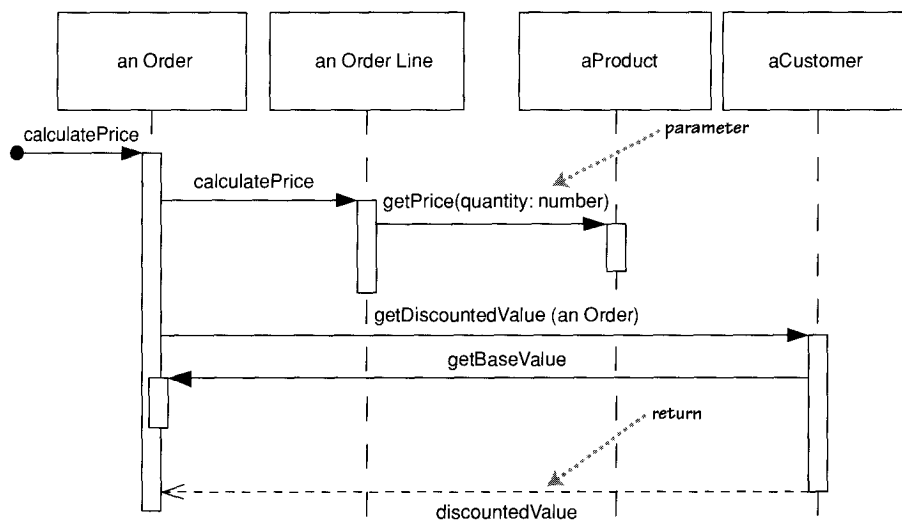 an Order
an Order Line
aProduct
aCustomer
calculatePrice
parameter
calculatePrice
getPrice(quantity: number)
getDiscountedValue (an Order)
getBaseValue
return
discountedValue